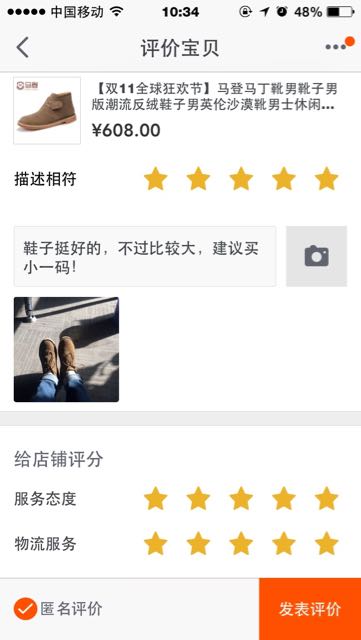 中国移动
10:34
48%
评价宝贝
【双11全球狂欢节】马登马丁靴男靴子男
版潮流反绒鞋子男英伦沙漠靴男士休闲...
¥608.00
描述相符
鞋子挺好的，不过比较大，建议买
小一码！
给店铺评分
服务态度
物流服务
匿名评价
发表评价